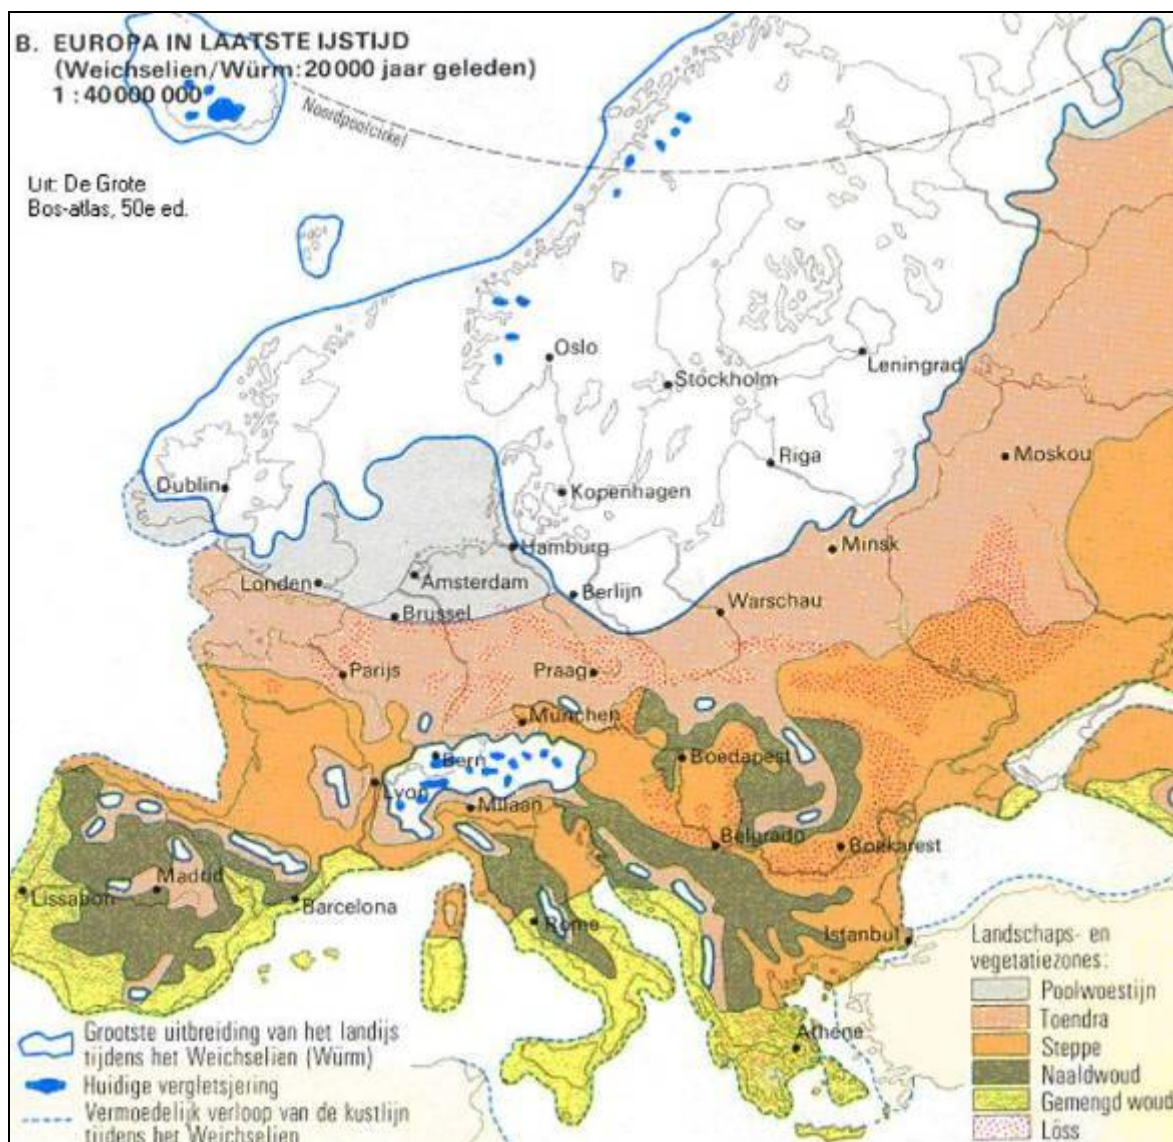 B. EUROPA IN LAATSTE IJSTIJD
(Weichselien/Würm: 20 000 jaar geleden)
1 : 40 000 000
Noordpoolcirkel
Uit: De Grote
Bos-atlas, 50e ed.
Oslo
Leningrad
Stockholm
Riga
Moskou
Dublin
Kopenhagen
Hamburg
Minsk
Londen
Amsterdam
Berlijn
Warschau
Brussel
Parijs
Praag
München
Bern
Boedapest
Lyon
Milaan
Belgrado
Boekarest
Madrid
Lissabon
Barcelona
Rome
Istanbul
Athene
Landschaps- en
vegetatiezones:
Poolwoestijn
Toendra
Steppe
Naaldwoud
Gemengd woud
Löss
Grootste uitbreiding van het landijs
tijdens het Weichselien (Würm)
Huidige vergletsjering
Vermoedelijk verloop van de kustlijn
tijdens het Weichselien